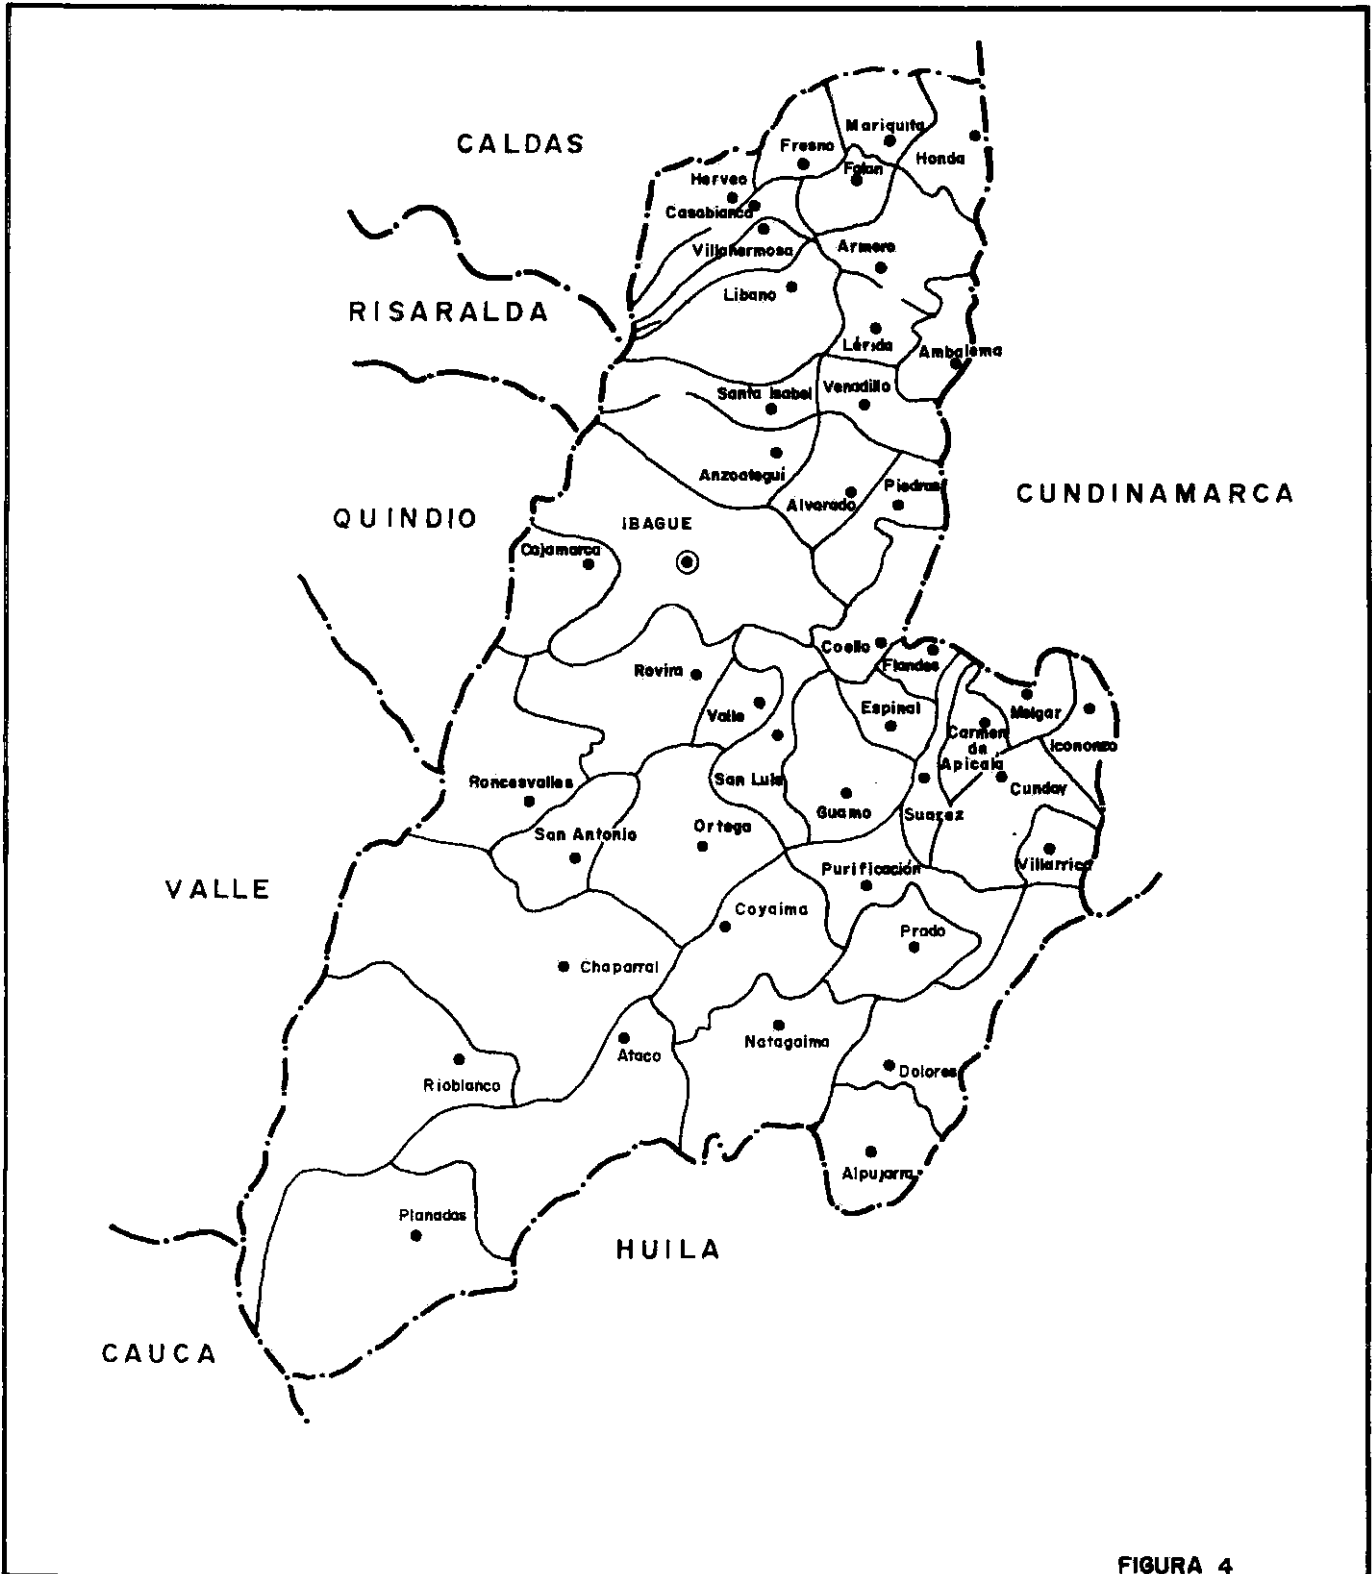 CALDAS
Mariquita
Fresno
Honda
Falan
Herveo
Casabianca
Villahermosa
Armero
Libano
RISARALDA
Lérida
Ambalema
Santa Isabel
Venadillo
Anzoategui
Alvarado
Piedras
CUNDINAMARCA
QUINDIO
IBAGUE
Cajamarca
Coello
Flandes
Rovira
Valle
Espinal
Melgar
Carmen
de
Apicalá
Icononzo
Roncesvalles
San Luis
Cunday
Guamo
Suarez
San Antonio
Ortega
Villarrica
VALLE
Purificación
Coyaima
Prado
Chaparral
Natagaima
Ataco
Dolores
Rioblanco
Alpujarra
Planadas
HUILA
CAUCA
FIGURA 4